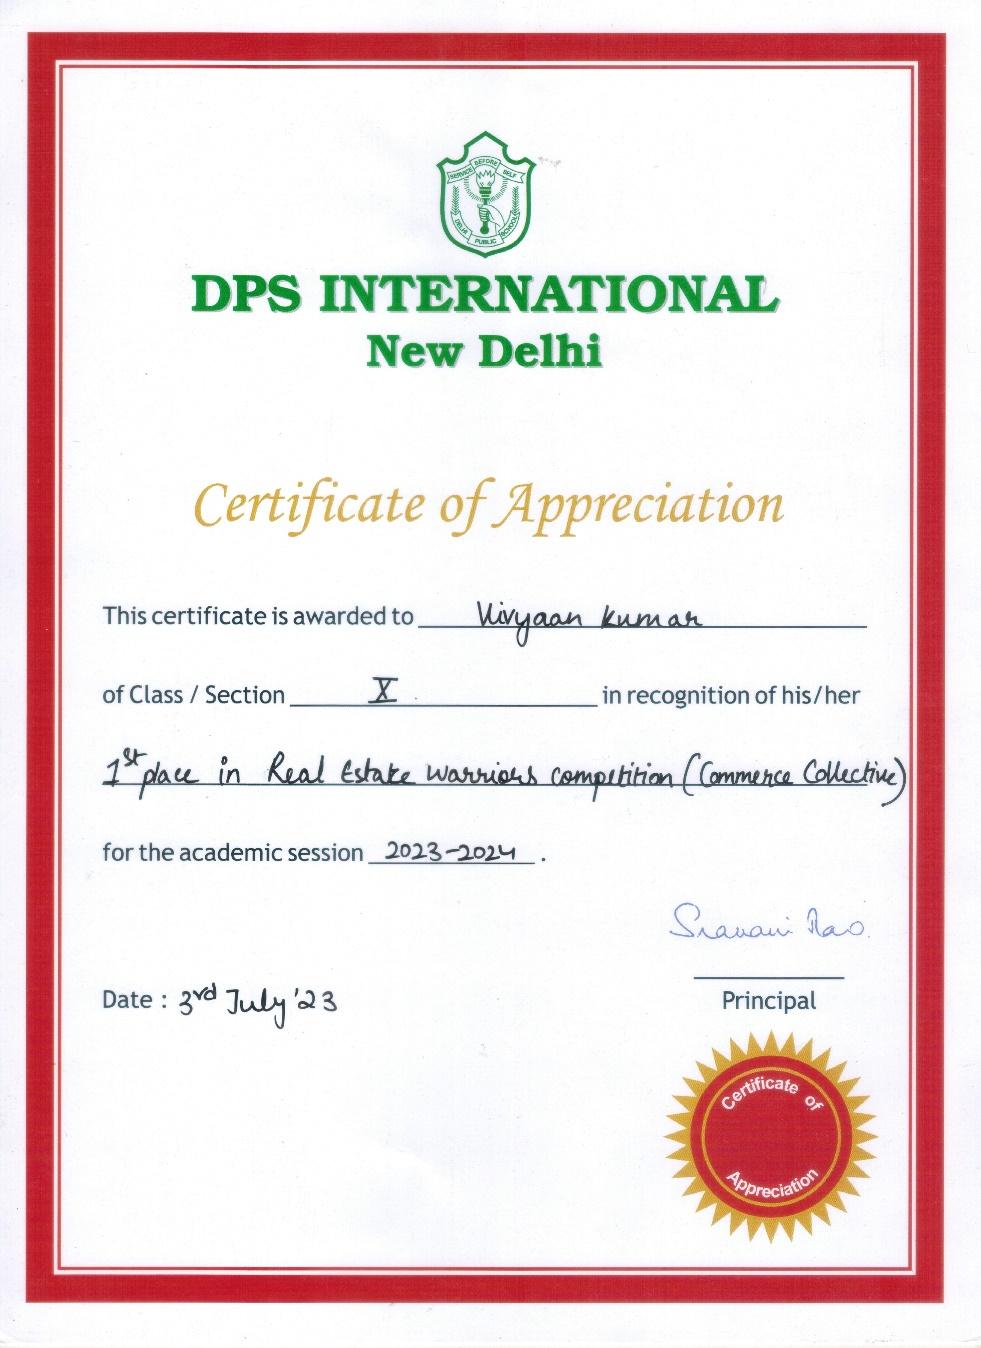 SERVICE BEFORE SELF
DELHI PUBLIC SCHOOL
DPS INTERNATIONAL
New Delhi
Certificate of Appreciation
This certificate is awarded to Vivyaan Kumar
of Class / Section X in recognition of his/her
1st place in Real Estate Warriors competition (Commerce Collective)
for the academic session 2023-2024 .
Sravani Rao.
Date : 3rd July '23
Principal
Certificate of
Appreciation